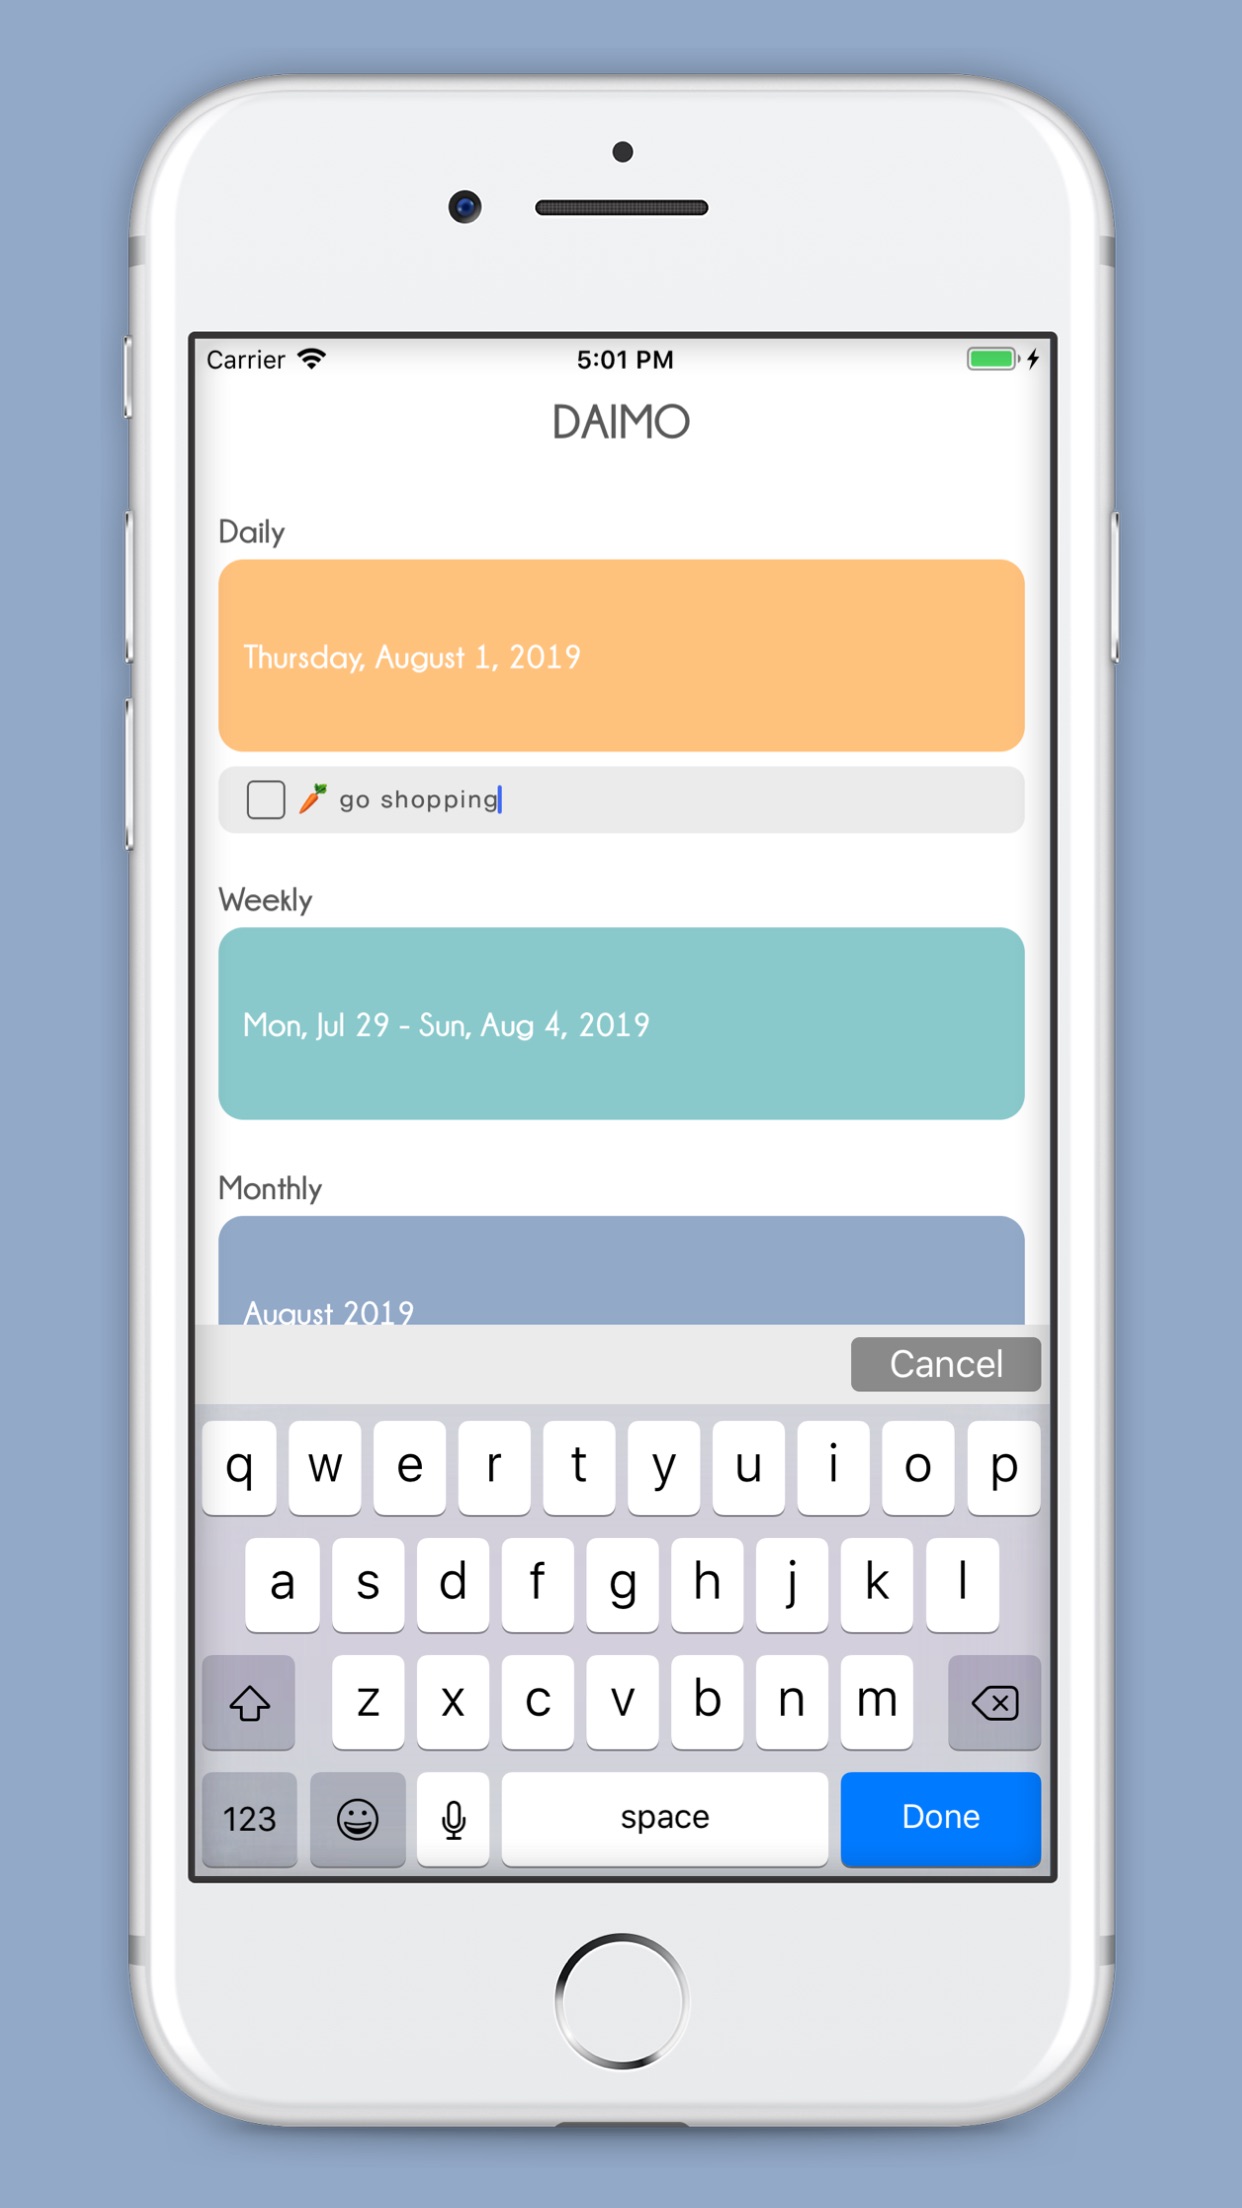 Carrier 5:01 PM
DAIMO
Daily
Thursday, August 1, 2019
🥕 go shopping
Weekly
Mon, Jul 29 - Sun, Aug 4, 2019
Monthly
August 2019
Cancel
q w e r t y u i o p
a s d f g h j k l
z x c v b n m
123 space Done